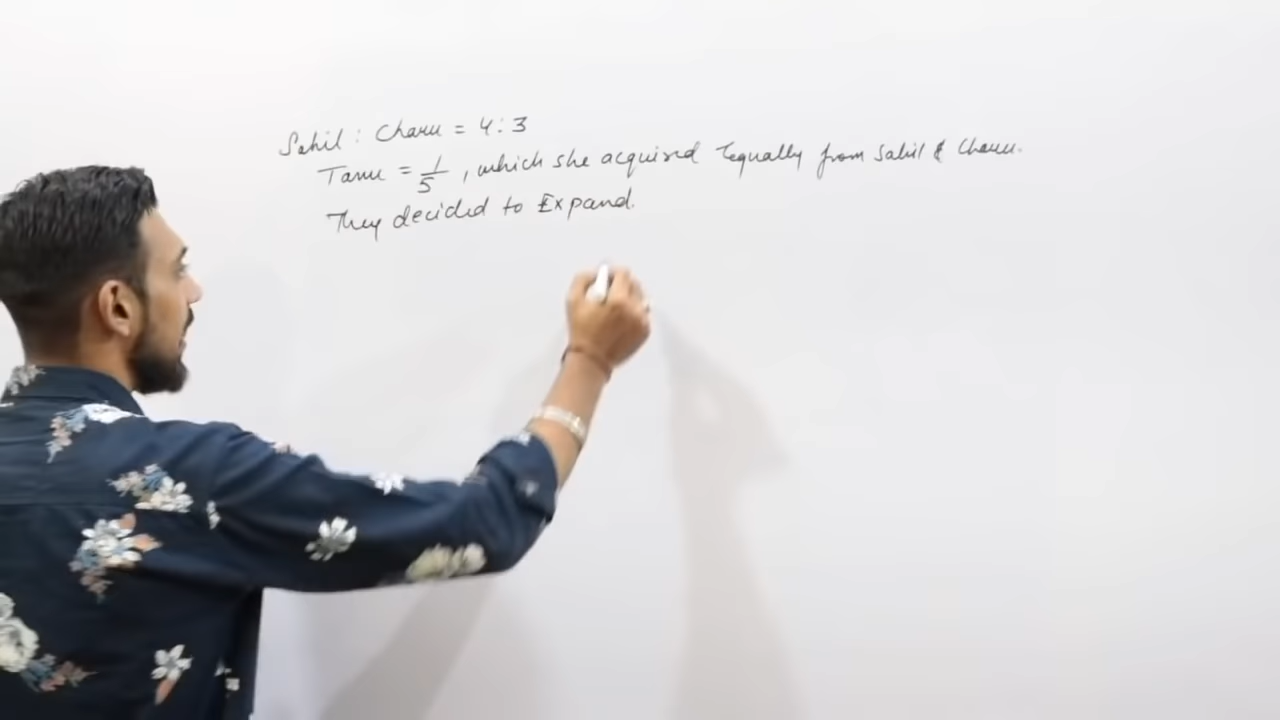 Sahil : Charu = 4:3
Tanu = 1/5 , which she acquired Equally from Sahil & Charu.
They decided to Expand.